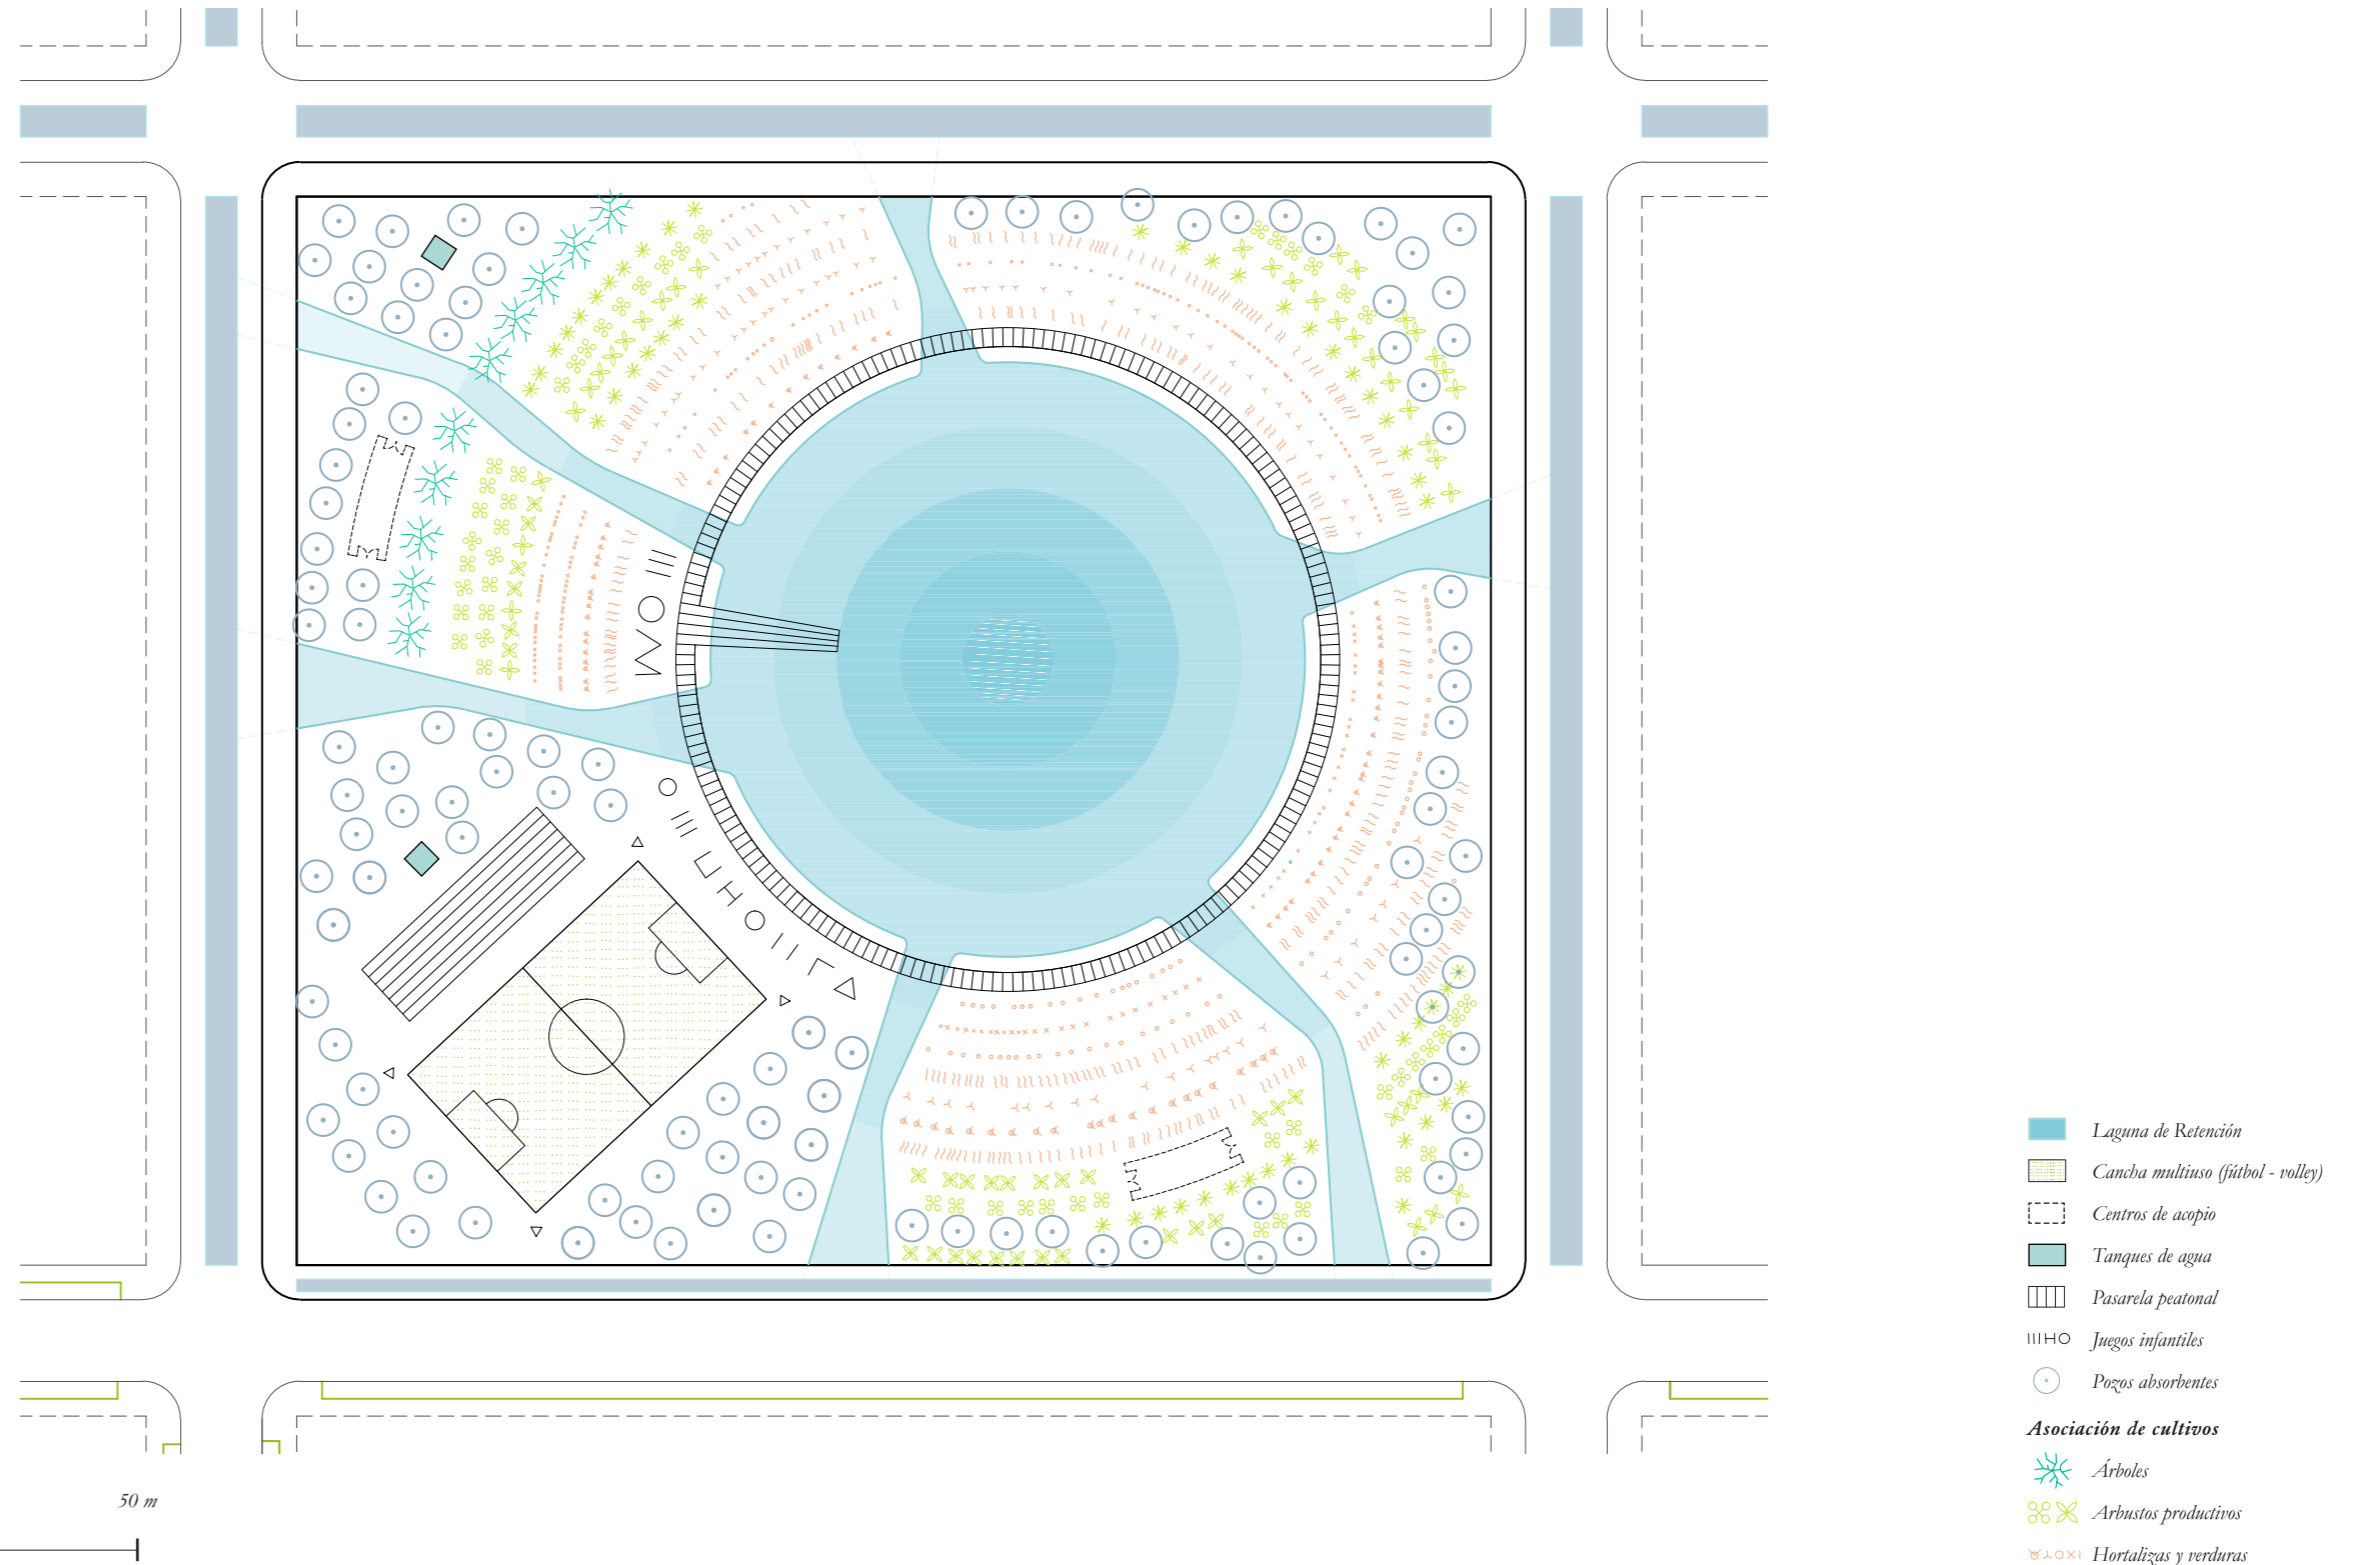 Laguna de Retención
Cancha multiuso (fútbol - volley)
Centros de acopio
Tanques de agua
Pasarela peatonal
Juegos infantiles
Pozos absorbentes
Asociación de cultivos
Árboles
50 m
Arbustos productivos
Hortalizas y verduras